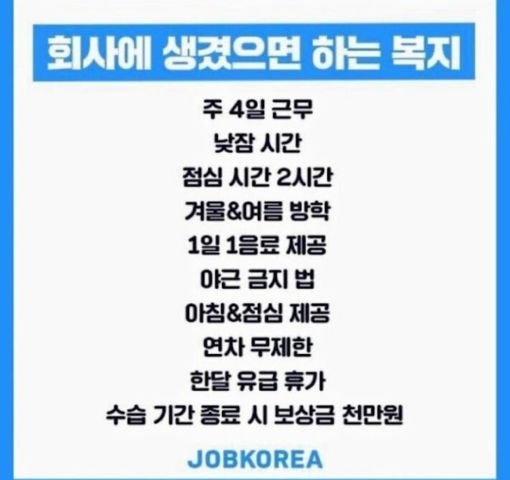 회사에 생겼으면 하는 복지
주 4일 근무
낮잠 시간
점심 시간 2시간
겨울&여름 방학
1일 1음료 제공
야근 금지 법
아침&점심 제공
연차 무제한
한달 유급 휴가
수습 기간 종료 시 보상금 천만원
JOBKOREA